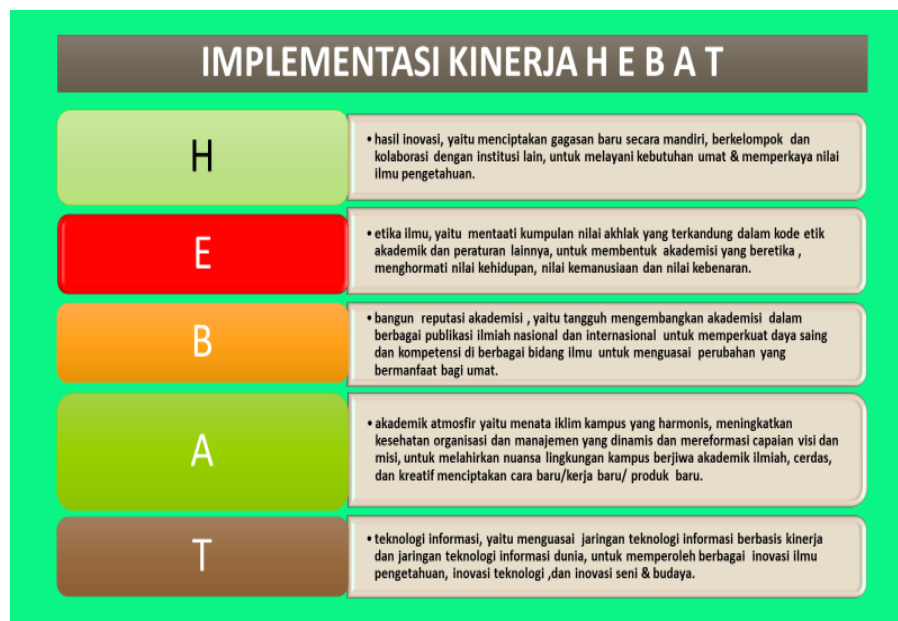 IMPLEMENTASI KINERJA H E B A T
H
• hasil inovasi, yaitu menciptakan gagasan baru secara mandiri, berkelompok dan
kolaborasi dengan institusi lain, untuk melayani kebutuhan umat & memperkaya nilai
ilmu pengetahuan.
E
• etika ilmu, yaitu mentaati kumpulan nilai akhlak yang terkandung dalam kode etik
akademik dan peraturan lainnya, untuk membentuk akademisi yang beretika ,
menghormati nilai kehidupan, nilai kemanusiaan dan nilai kebenaran.
B
• bangun reputasi akademisi , yaitu tangguh mengembangkan akademisi dalam
berbagai publikasi ilmiah nasional dan internasional untuk memperkuat daya saing
dan kompetensi di berbagai bidang ilmu untuk menguasai perubahan yang
bermanfaat bagi umat.
A
• akademik atmosfir yaitu menata iklim kampus yang harmonis, meningkatkan
kesehatan organisasi dan manajemen yang dinamis dan mereformasi capaian visi dan
misi, untuk melahirkan nuansa lingkungan kampus berjiwa akademik ilmiah, cerdas,
dan kreatif menciptakan cara baru/kerja baru/ produk baru.
T
• teknologi informasi, yaitu menguasai jaringan teknologi informasi berbasis kinerja
dan jaringan teknologi informasi dunia, untuk memperoleh berbagai inovasi ilmu
pengetahuan, inovasi teknologi ,dan inovasi seni & budaya.